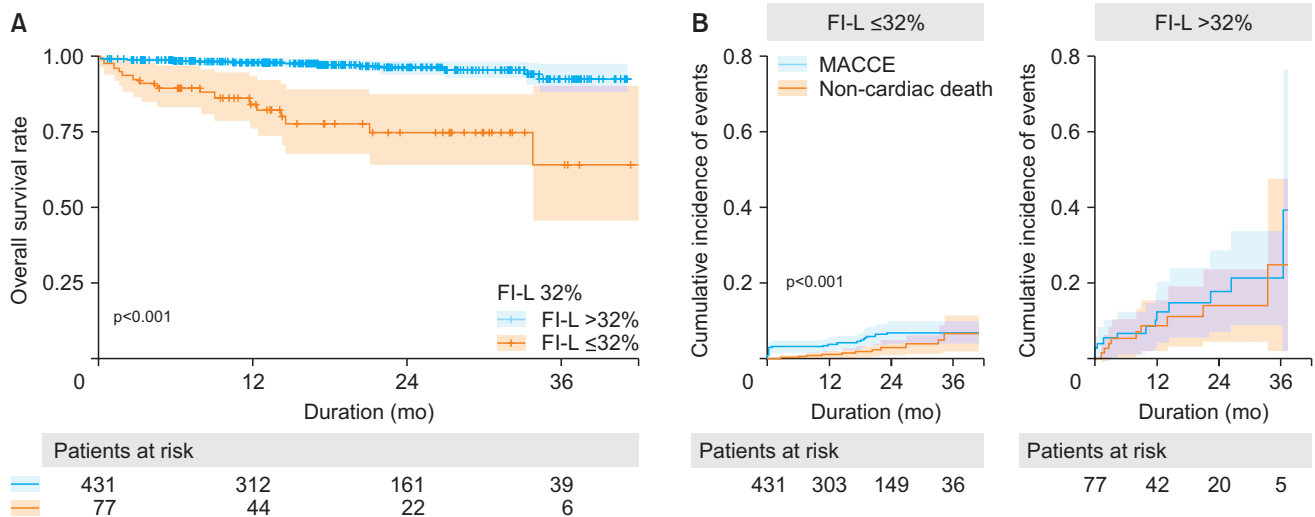 A
Overall survival rate
1.00
0.75
0.50
0.25
0
p<0.001
FI-L 32%
FI-L >32%
FI-L ≤32%
12
24
36
Duration (mo)
Patients at risk
431 312 161 39
77 44 22 6
B
FI-L ≤32%
Cumulative incidence of events
0.8
0.6
0.4
0.2
0
MACCE
Non-cardiac death
p<0.001
12 24 36
Duration (mo)
Patients at risk
431 303 149 36
FI-L >32%
Cumulative incidence of events
0.8
0.6
0.4
0.2
0
12 24 36
Duration (mo)
Patients at risk
77 42 20 5